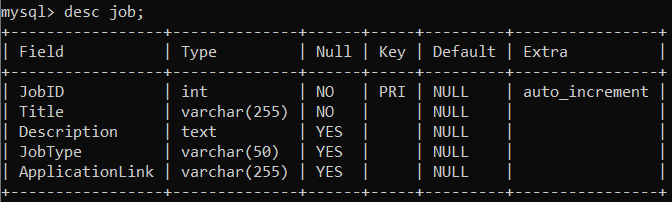 mysql> desc job;
+-----------------+--------------+------+-----+---------+----------------+
| Field           | Type         | Null | Key | Default | Extra          |
+-----------------+--------------+------+-----+---------+----------------+
| JobID           | int          | NO   | PRI | NULL    | auto_increment |
| Title           | varchar(255) | NO   |     | NULL    |                |
| Description     | text         | YES  |     | NULL    |                |
| JobType         | varchar(50)  | YES  |     | NULL    |                |
| ApplicationLink | varchar(255) | YES  |     | NULL    |                |
+-----------------+--------------+------+-----+---------+----------------+